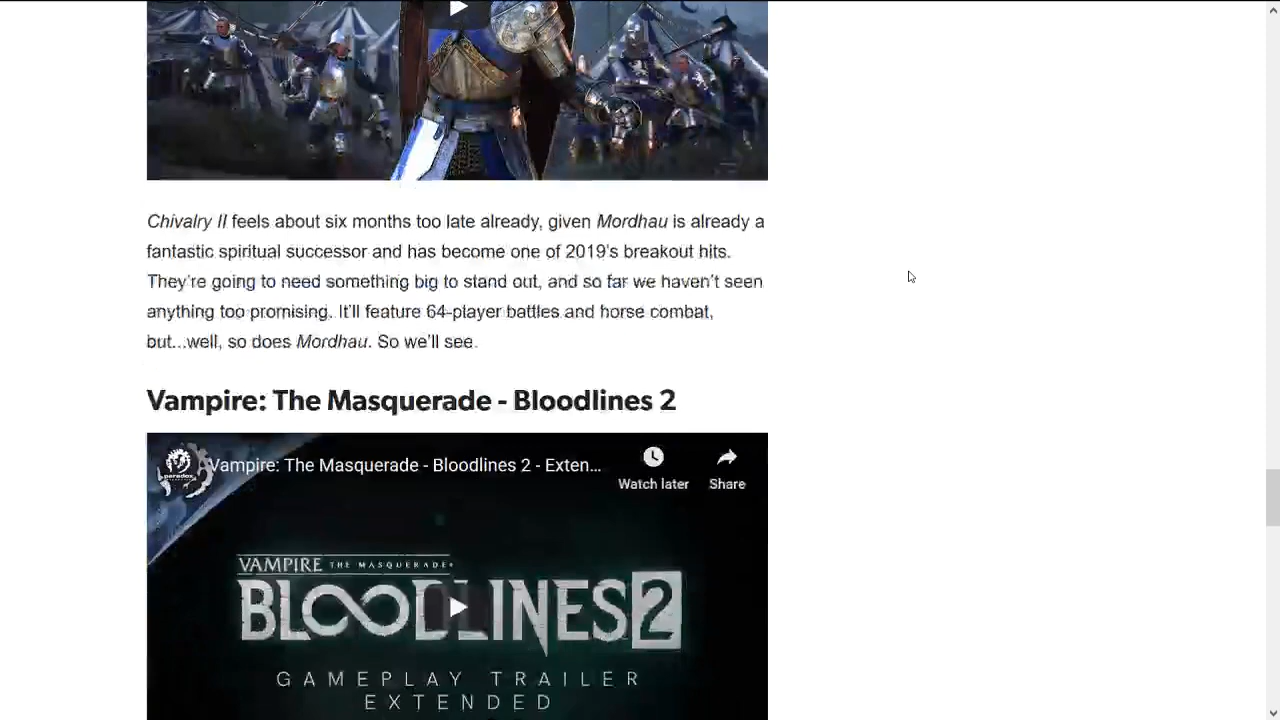 Chivalry II feels about six months too late already, given Mordhau is already a
fantastic spiritual successor and has become one of 2019's breakout hits.
They're going to need something big to stand out, and so far we haven't seen
anything too promising. It'll feature 64-player battles and horse combat,
but...well, so does Mordhau. So we'll see.
Vampire: The Masquerade - Bloodlines 2
paradox
Vampire: The Masquerade - Bloodlines 2 - Exten...
Watch later
Share
VAMPIRE THE MASQUERADE
BLOODLINES 2
GAMEPLAY TRAILER
EXTENDED